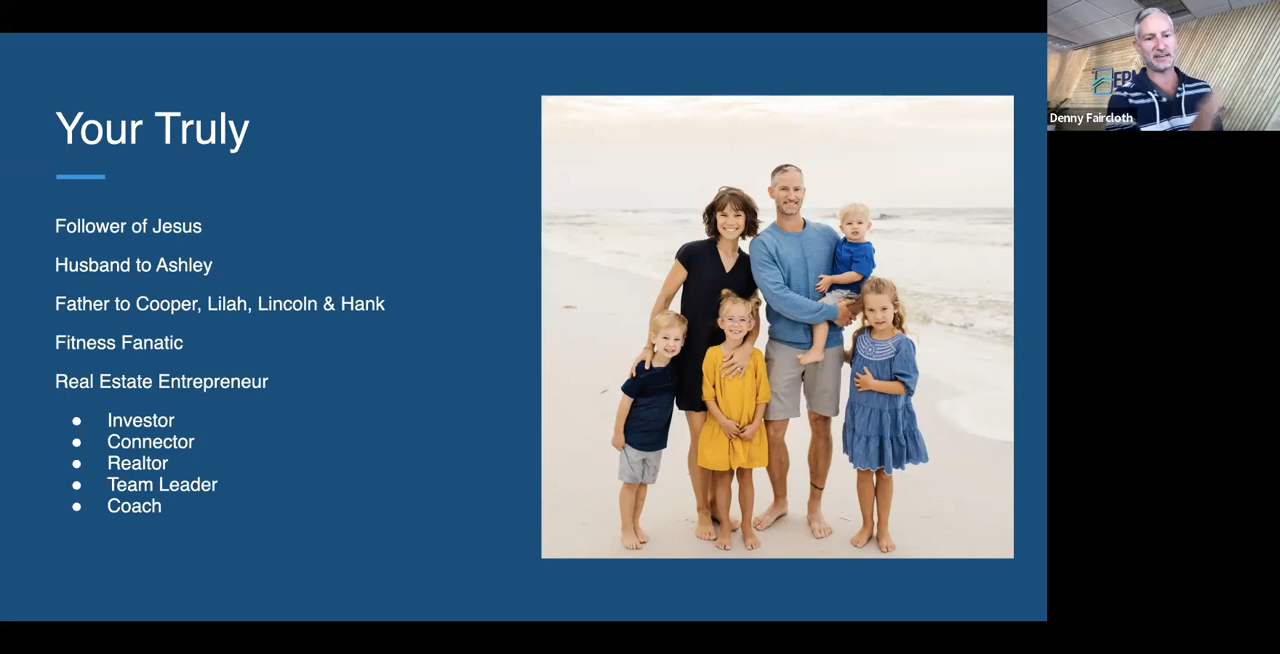 Your Truly
Follower of Jesus
Husband to Ashley
Father to Cooper, Lilah, Lincoln & Hank
Fitness Fanatic
Real Estate Entrepreneur
● Investor
● Connector
● Realtor
● Team Leader
● Coach
Denny Faircloth